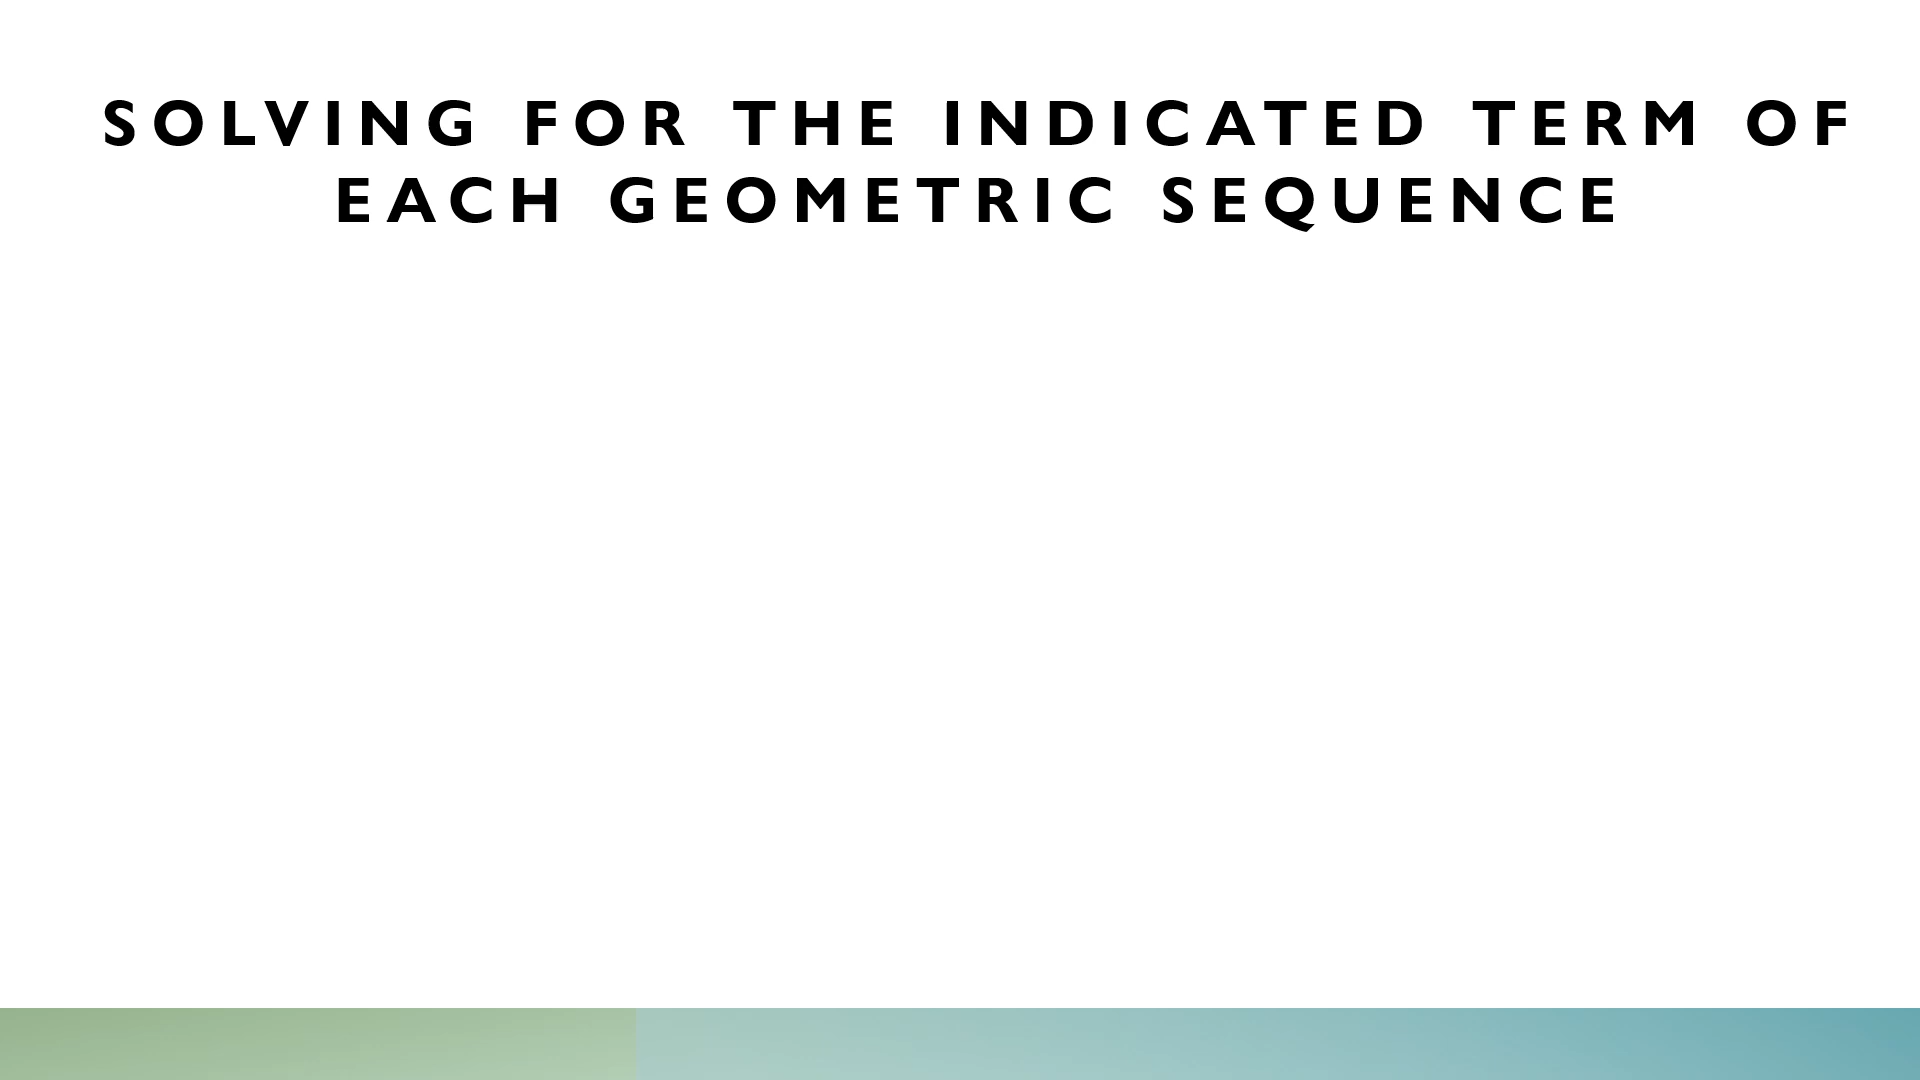 SOLVING FOR THE INDICATED TERM OF
EACH GEOMETRIC SEQUENCE